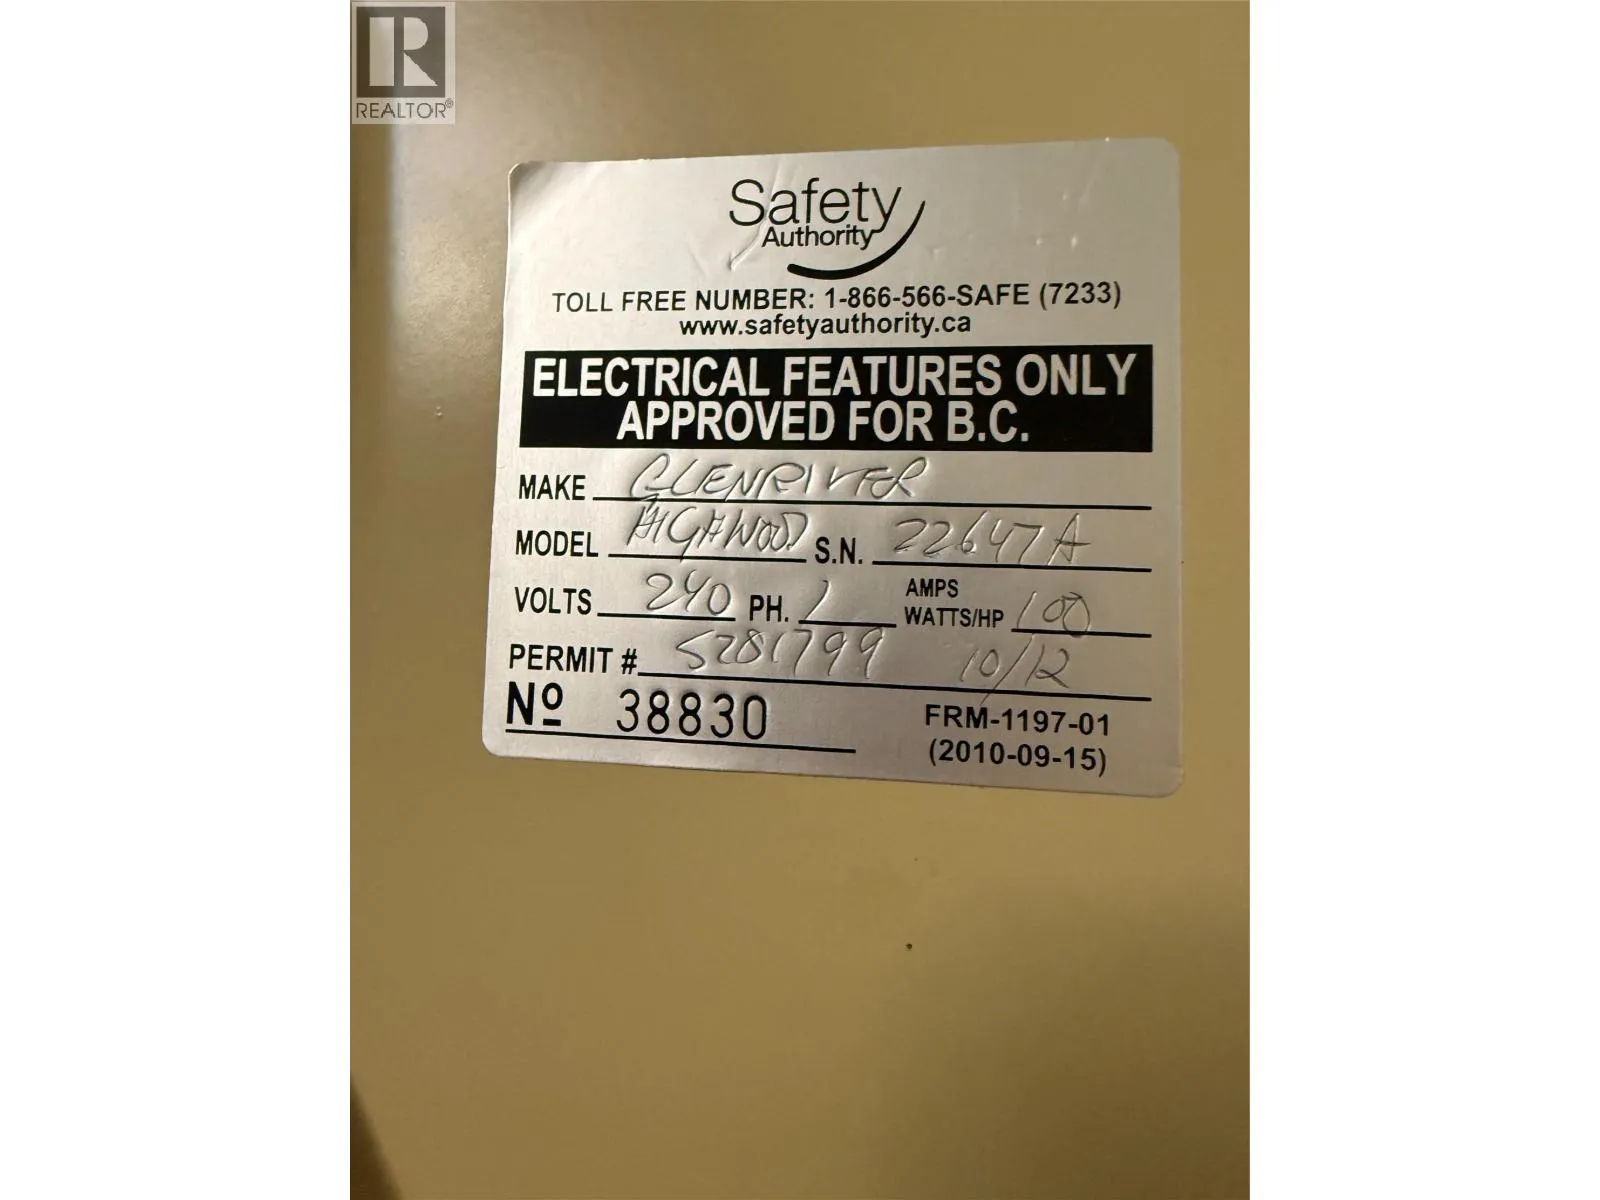 REALTOR®
Safety
Authority
TOLL FREE NUMBER: 1-866-566-SAFE (7233)
www.safetyauthority.ca
ELECTRICAL FEATURES ONLY
APPROVED FOR B.C.
MAKE GLENRIVER
MODEL HIGHWOOD S.N. 22647A
VOLTS 240 PH. 1 AMPS WATTS/HP 100
PERMIT # 5281799 10/12
Nº 38830
FRM-1197-01
(2010-09-15)